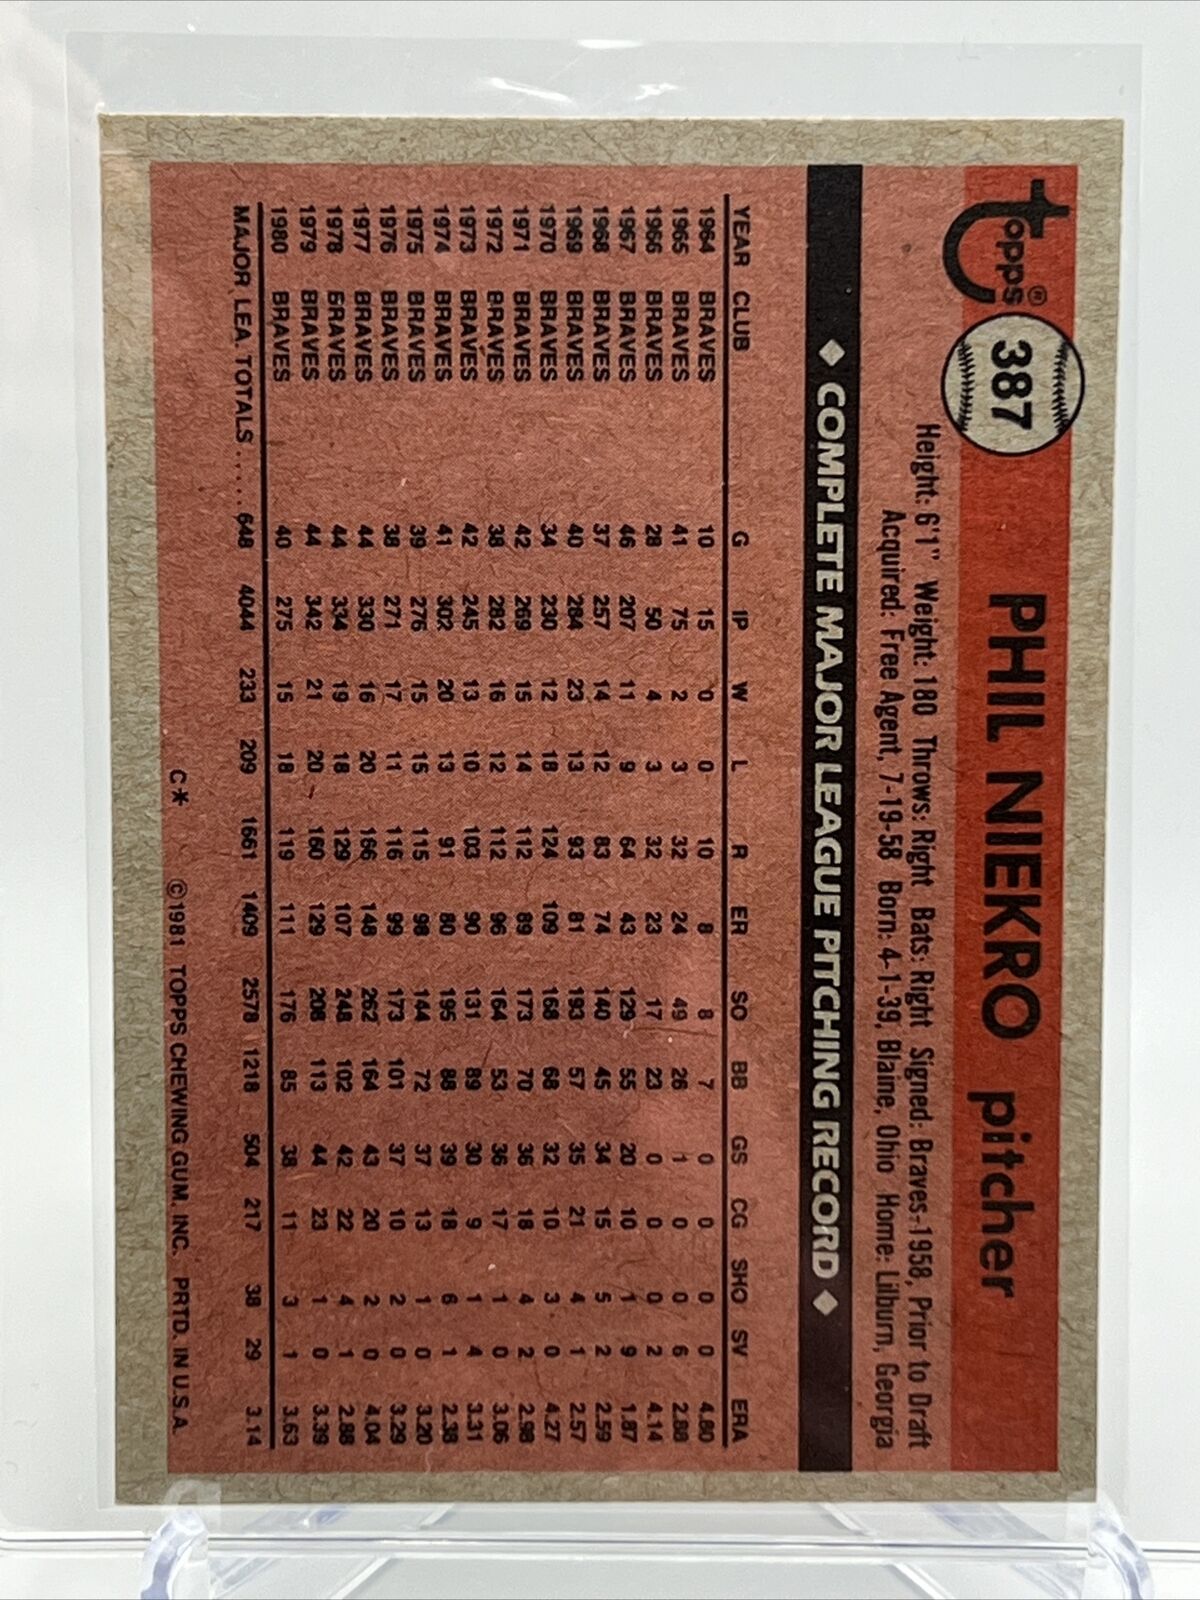 Topps®
387
PHIL NIEKRO pitcher
Height: 6'1" Weight: 180 Throws: Right Bats: Right Signed: Braves-1958, Prior to Draft
Acquired: Free Agent, 7-19-58 Born: 4-1-39, Blaine, Ohio Home: Lilburn, Georgia
◆ COMPLETE MAJOR LEAGUE PITCHING RECORD ◆
YEAR CLUB G IP W L R ER SO BB GS CG SHO SV ERA
1964 BRAVES 10 15 0 0 10 8 8 7 0 0 0 0 4.80
1965 BRAVES 41 75 2 3 32 24 49 26 1 0 0 6 2.88
1966 BRAVES 28 50 4 3 32 23 17 23 0 0 0 2 4.14
1967 BRAVES 46 207 11 9 64 43 129 55 20 10 1 9 1.87
1968 BRAVES 37 257 14 12 83 74 140 45 34 15 5 2 2.59
1969 BRAVES 40 284 23 13 93 81 193 57 35 21 4 1 2.57
1970 BRAVES 34 230 12 18 124 109 168 68 32 10 3 0 4.27
1971 BRAVES 42 269 15 14 112 89 173 70 36 18 4 2 2.98
1972 BRAVES 38 282 16 12 112 96 164 53 36 17 1 0 3.06
1973 BRAVES 42 245 13 10 103 90 131 89 30 9 1 4 3.31
1974 BRAVES 41 302 20 13 91 80 195 88 39 18 6 1 2.38
1975 BRAVES 39 276 15 15 115 98 144 72 37 13 1 0 3.20
1976 BRAVES 38 271 17 11 116 99 173 101 37 10 2 0 3.29
1977 BRAVES 44 330 16 20 166 148 262 164 43 20 2 0 4.04
1978 BRAVES 44 334 19 18 129 107 248 102 42 22 4 1 2.88
1979 BRAVES 44 342 21 20 160 129 208 113 44 23 1 0 3.39
1980 BRAVES 40 275 15 18 119 111 176 85 38 11 3 1 3.63
MAJOR LEA TOTALS..... 648 4044 233 209 1661 1409 2578 1218 504 217 38 29 3.14
C* ©1981 TOPPS CHEWING GUM. INC. PRTD. IN U.S.A.